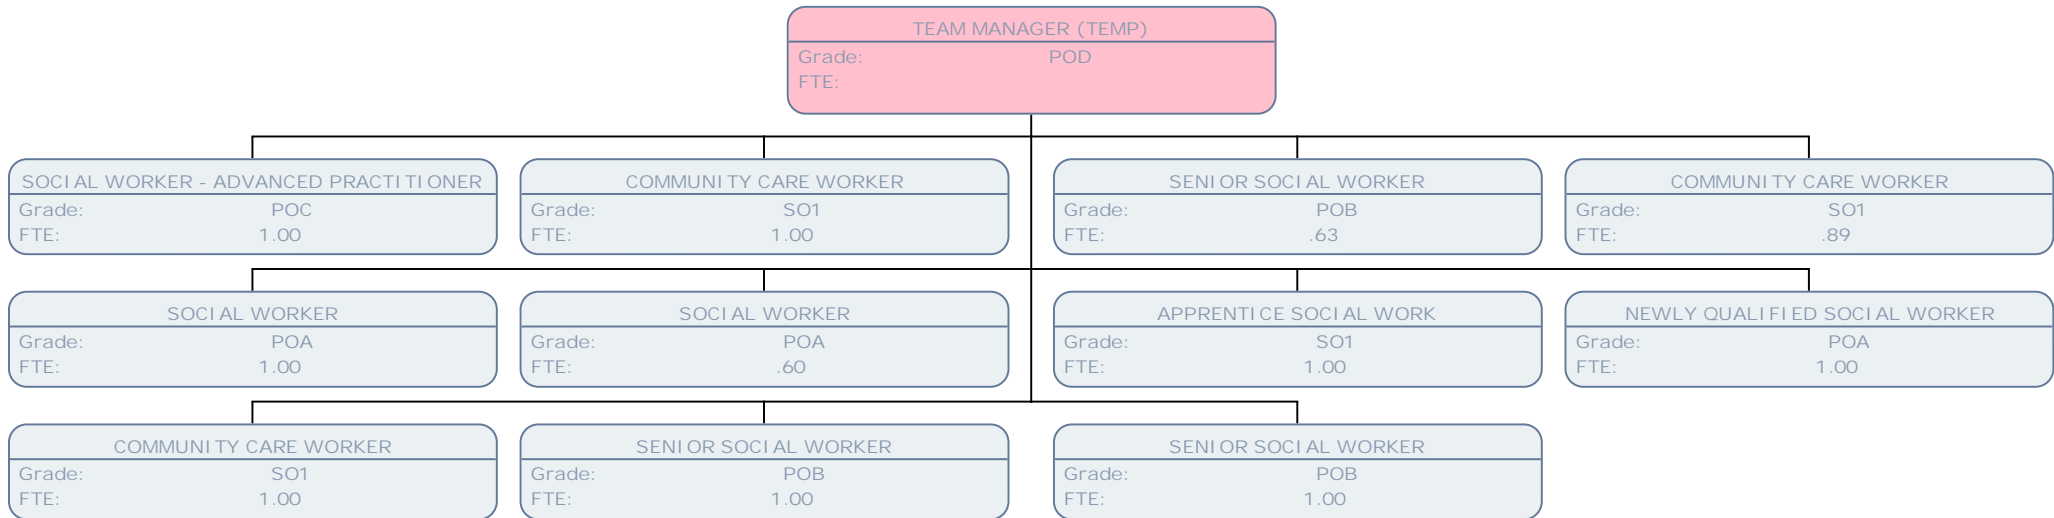 TEAM MANAGER (TEMP)
Grade: POD
FTE:
SOCIAL WORKER - ADVANCED PRACTITIONER
Grade: POC
FTE: 1.00
COMMUNITY CARE WORKER
Grade: SO1
FTE: 1.00
SENIOR SOCIAL WORKER
Grade: POB
FTE: .63
COMMUNITY CARE WORKER
Grade: SO1
FTE: .89
SOCIAL WORKER
Grade: POA
FTE: 1.00
SOCIAL WORKER
Grade: POA
FTE: .60
APPRENTICE SOCIAL WORK
Grade: SO1
FTE: 1.00
NEWLY QUALIFIED SOCIAL WORKER
Grade: POA
FTE: 1.00
COMMUNITY CARE WORKER
Grade: SO1
FTE: 1.00
SENIOR SOCIAL WORKER
Grade: POB
FTE: 1.00
SENIOR SOCIAL WORKER
Grade: POB
FTE: 1.00